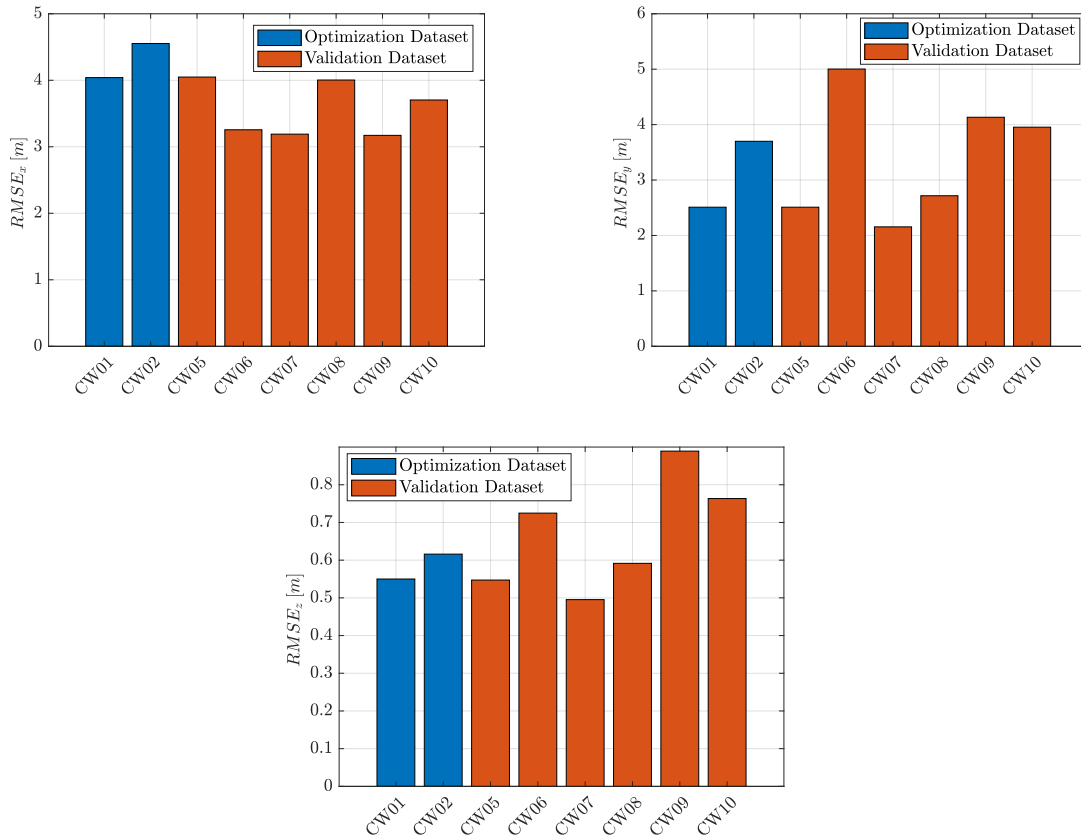 5
4
3
2
1
0
RMSE_x [m]
Optimization Dataset
Validation Dataset
CW01
CW02
CW05
CW06
CW07
CW08
CW09
CW10
6
5
4
3
2
1
0
RMSE_y [m]
Optimization Dataset
Validation Dataset
CW01
CW02
CW05
CW06
CW07
CW08
CW09
CW10
0.8
0.7
0.6
0.5
0.4
0.3
0.2
0.1
0
RMSE_z [m]
Optimization Dataset
Validation Dataset
CW01
CW02
CW05
CW06
CW07
CW08
CW09
CW10